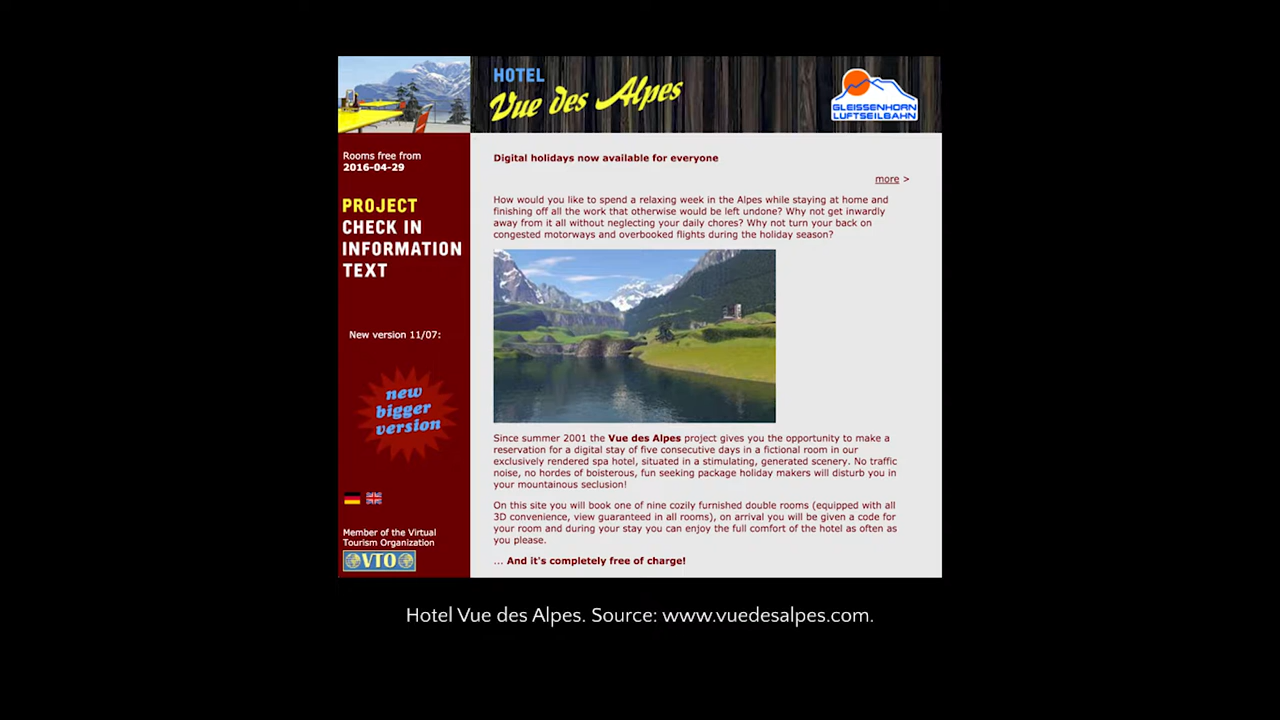 HOTEL
Vue des Alpes
GLEISSENHORN
LUFTSEILBAHN
Rooms free from
2016-04-29
PROJECT
CHECK IN
INFORMATION
TEXT
New version 11/07:
new
bigger
version
Member of the Virtual
Tourism Organization
VTO
Digital holidays now available for everyone
more >
How would you like to spend a relaxing week in the Alpes while staying at home and
finishing off all the work that otherwise would be left undone? Why not get inwardly
away from it all without neglecting your daily chores? Why not turn your back on
congested motorways and overbooked flights during the holiday season?
Since summer 2001 the Vue des Alpes project gives you the opportunity to make a
reservation for a digital stay of five consecutive days in a fictional room in our
exclusively rendered spa hotel, situated in a stimulating, generated scenery. No traffic
noise, no hordes of boisterous, fun seeking package holiday makers will disturb you in
your mountainous seclusion!
On this site you will book one of nine cozily furnished double rooms (equipped with all
3D convenience, view guaranteed in all rooms), on arrival you will be given a code for
your room and during your stay you can enjoy the full comfort of the hotel as often as
you please.
... And it's completely free of charge!
Hotel Vue des Alpes. Source: www.vuedesalpes.com.